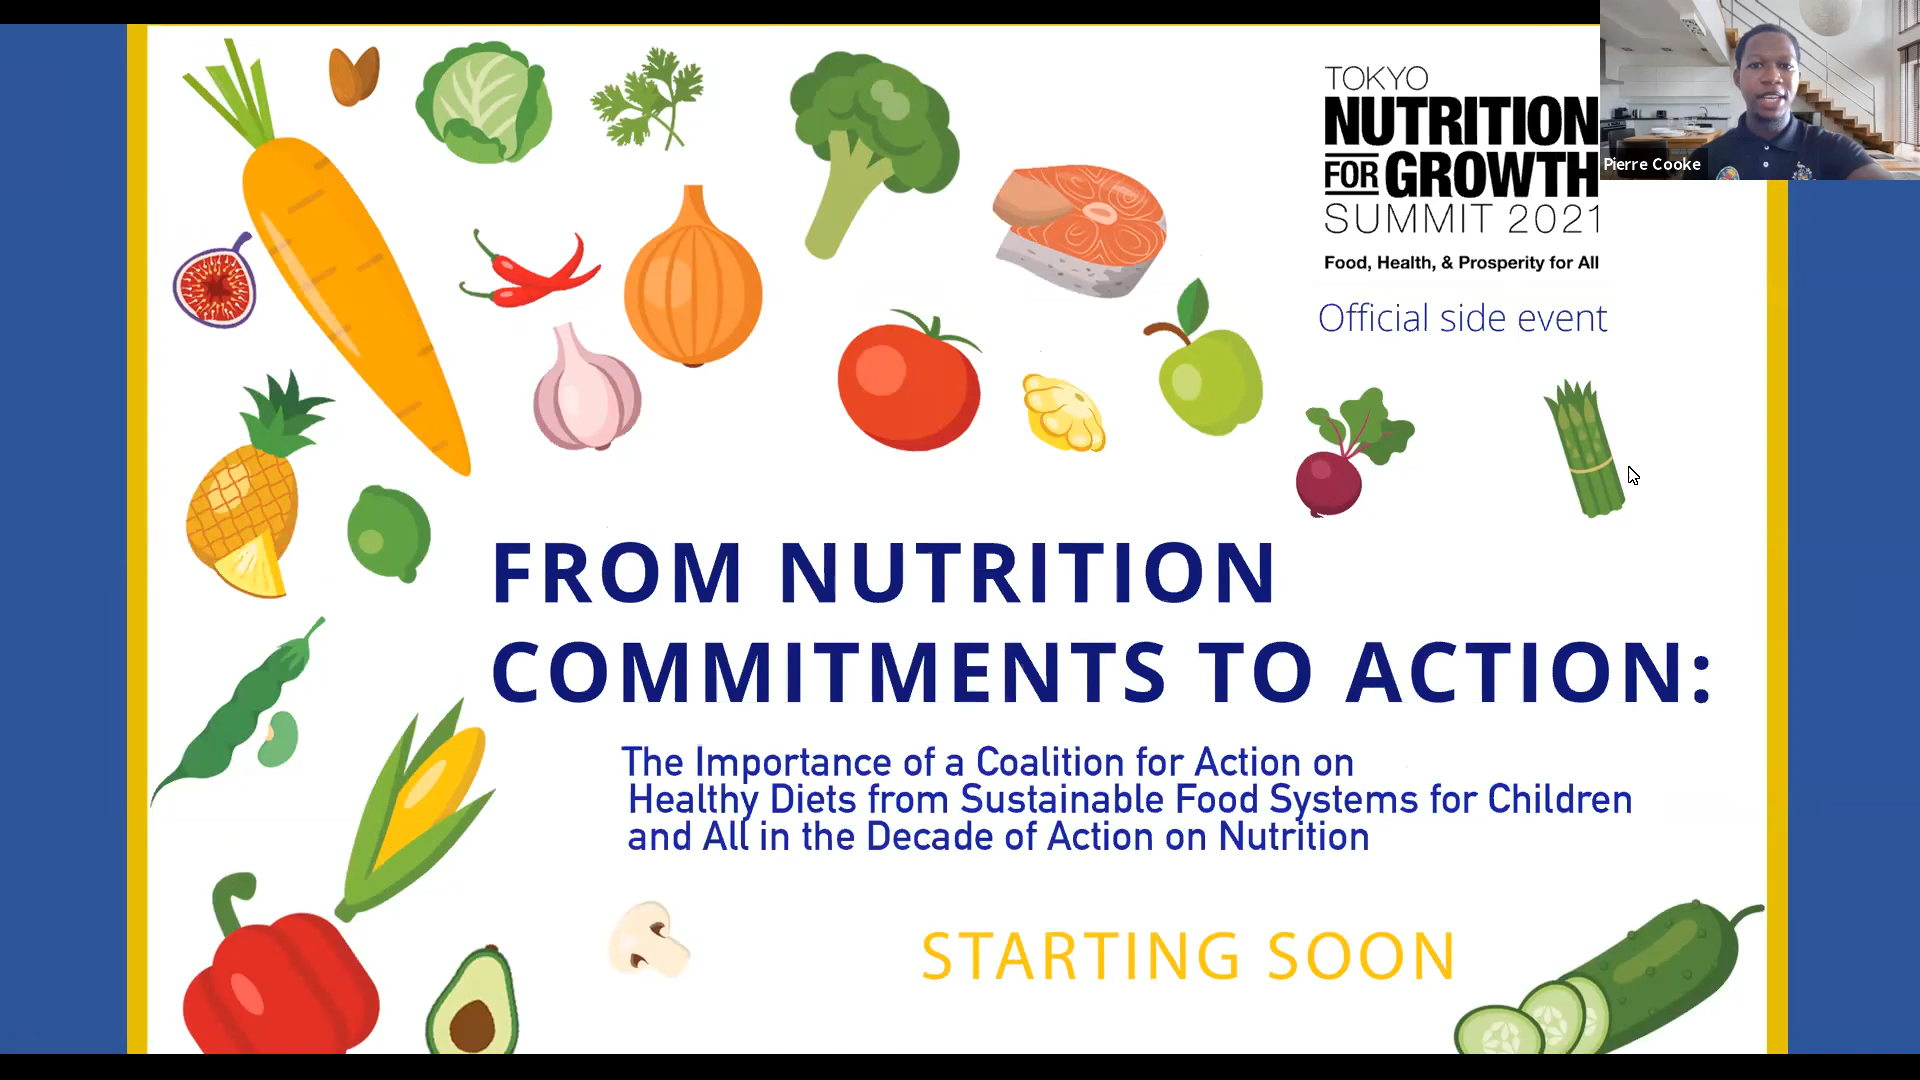 TOKYO
NUTRITION
FOR GROWTH
SUMMIT 2021
Food, Health, & Prosperity for All
Official side event
Pierre Cooke
FROM NUTRITION
COMMITMENTS TO ACTION:
The Importance of a Coalition for Action on
Healthy Diets from Sustainable Food Systems for Children
and All in the Decade of Action on Nutrition
STARTING SOON